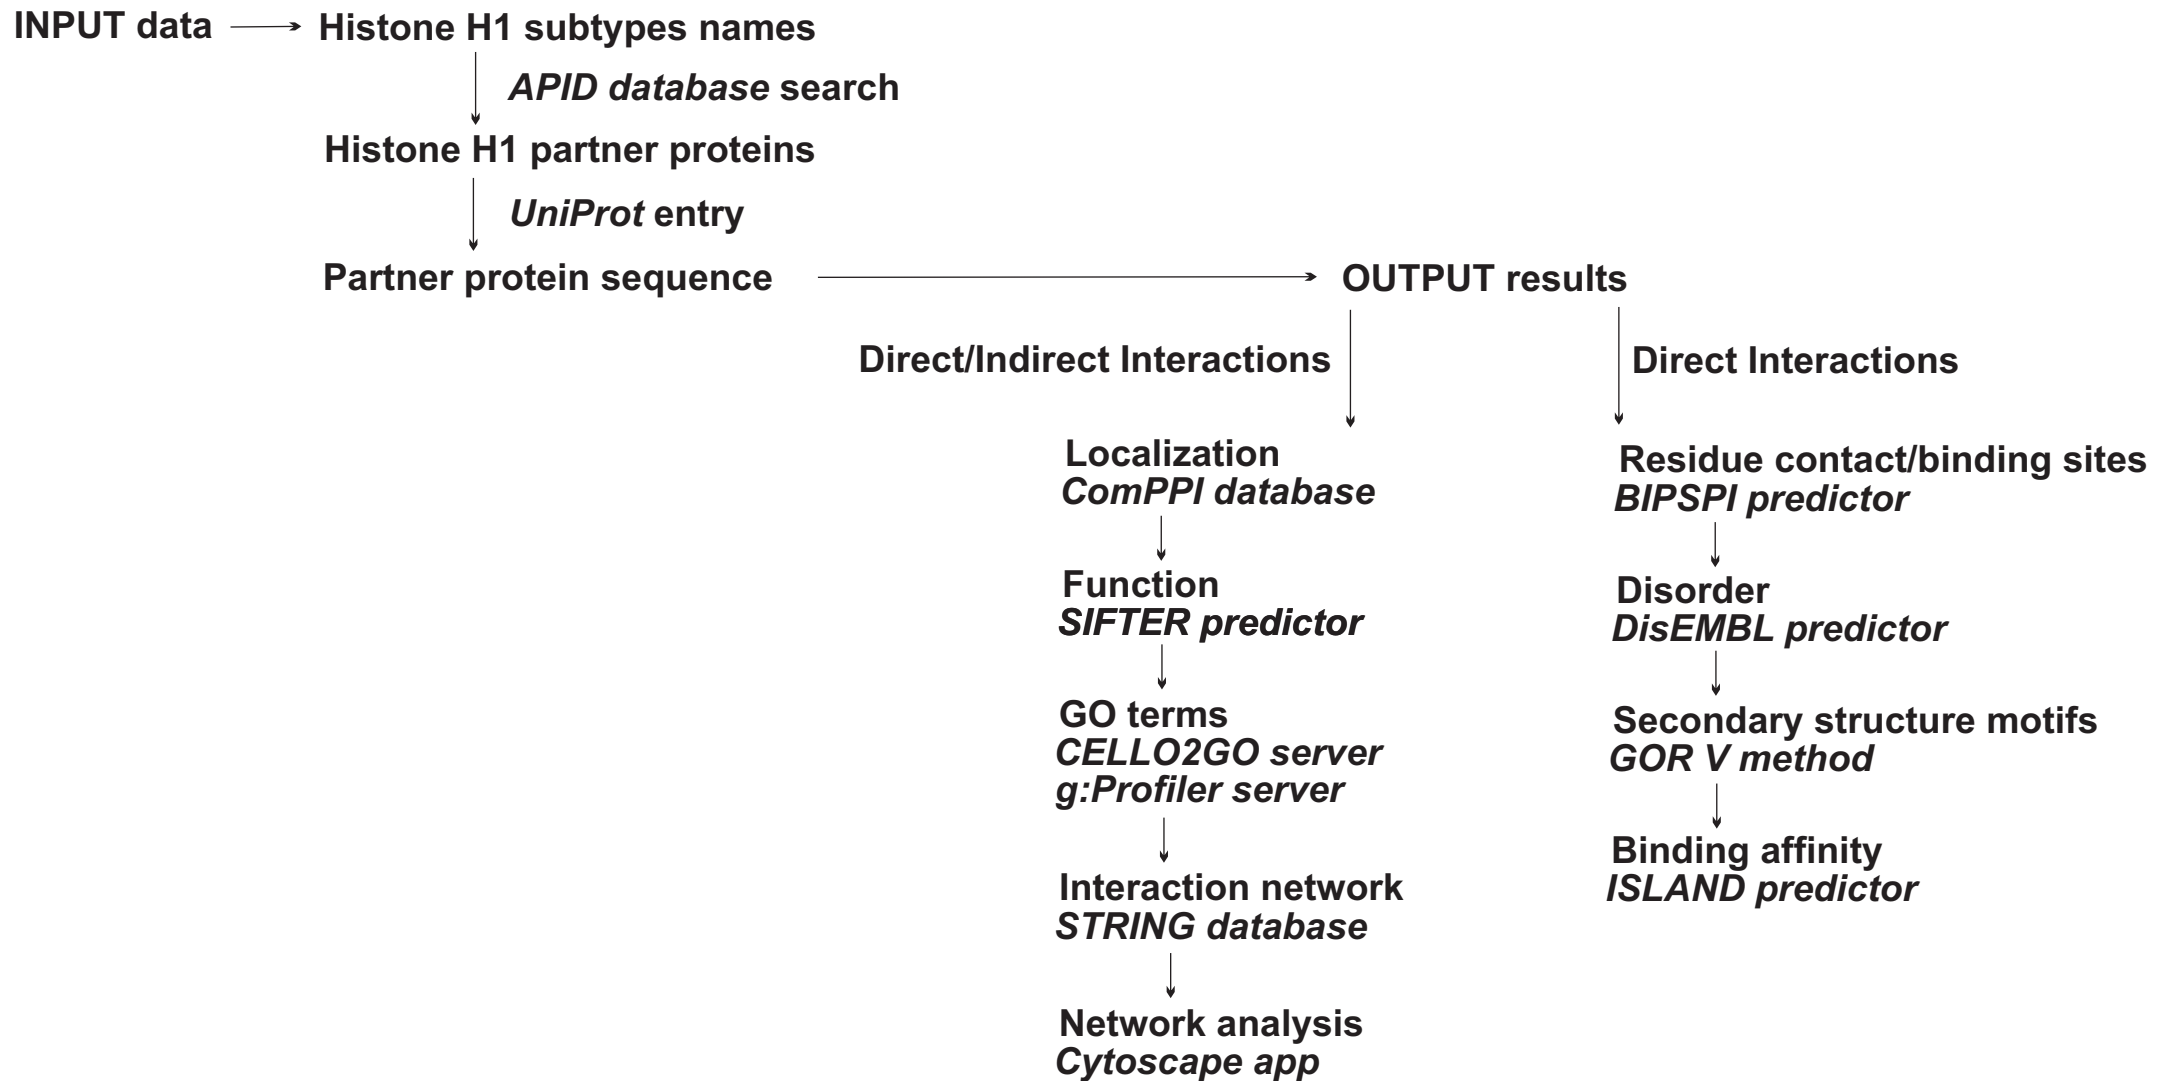 INPUT data
Histone H1 subtypes names
APID database search
Histone H1 partner proteins
UniProt entry
Partner protein sequence
OUTPUT results
Direct/Indirect Interactions
Direct Interactions
Localization
ComPPI database
Function
SIFTER predictor
GO terms
CELLO2GO server
g:Profiler server
Interaction network
STRING database
Network analysis
Cytoscape app
Residue contact/binding sites
BIPSPI predictor
Disorder
DisEMBL predictor
Secondary structure motifs
GOR V method
Binding affinity
ISLAND predictor